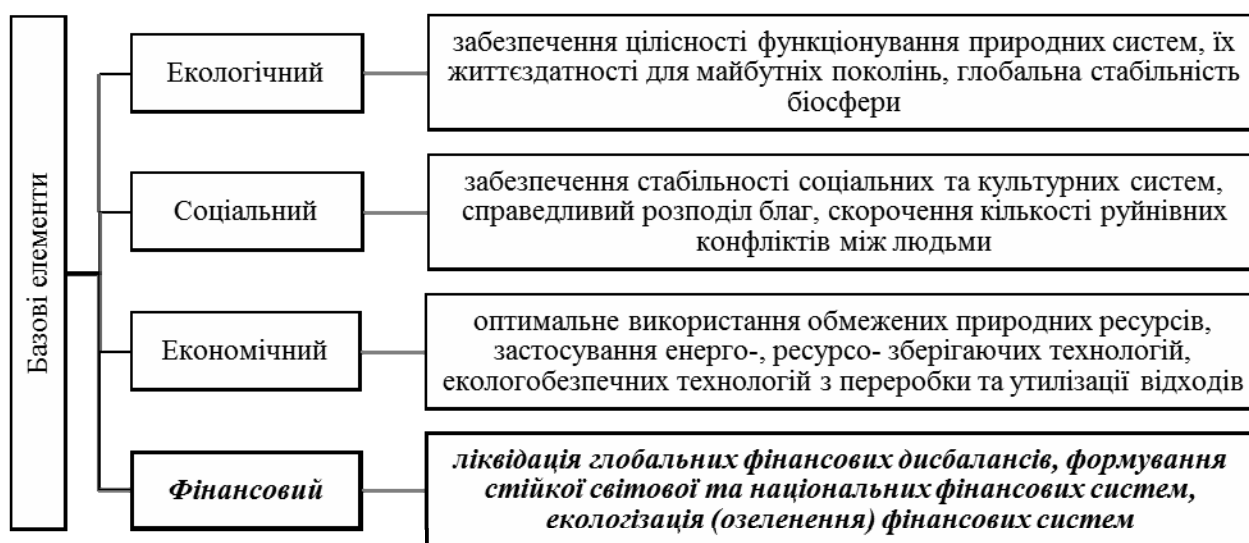 Базові елементи
Екологічний
забезпечення цілісності функціонування природних систем, їх
життєздатності для майбутніх поколінь, глобальна стабільність
біосфери
Соціальний
забезпечення стабільності соціальних та культурних систем,
справедливий розподіл благ, скорочення кількості руйнівних
конфліктів між людьми
Економічний
оптимальне використання обмежених природних ресурсів,
застосування енерго-, ресурсо- зберігаючих технологій,
екологобезпечних технологій з переробки та утилізації відходів
Фінансовий
ліквідація глобальних фінансових дисбалансів, формування
стійкої світової та національних фінансових систем,
екологізація (озеленення) фінансових систем